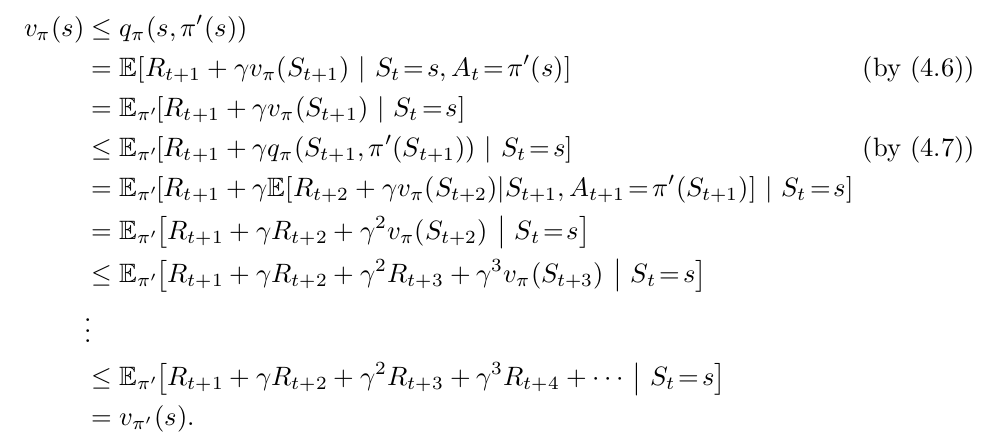 v_π(s) ≤ q_π(s, π′(s))
= 𝔼[R_{t+1} + γv_π(S_{t+1}) | S_t = s, A_t = π′(s)] (by (4.6))
= 𝔼_{π′}[R_{t+1} + γv_π(S_{t+1}) | S_t = s]
≤ 𝔼_{π′}[R_{t+1} + γq_π(S_{t+1}, π′(S_{t+1})) | S_t = s] (by (4.7))
= 𝔼_{π′}[R_{t+1} + γ𝔼[R_{t+2} + γv_π(S_{t+2})|S_{t+1}, A_{t+1} = π′(S_{t+1})] | S_t = s]
= 𝔼_{π′}[R_{t+1} + γR_{t+2} + γ²v_π(S_{t+2}) | S_t = s]
≤ 𝔼_{π′}[R_{t+1} + γR_{t+2} + γ²R_{t+3} + γ³v_π(S_{t+3}) | S_t = s]
⋮
≤ 𝔼_{π′}[R_{t+1} + γR_{t+2} + γ²R_{t+3} + γ³R_{t+4} + ⋯ | S_t = s]
= v_{π′}(s).